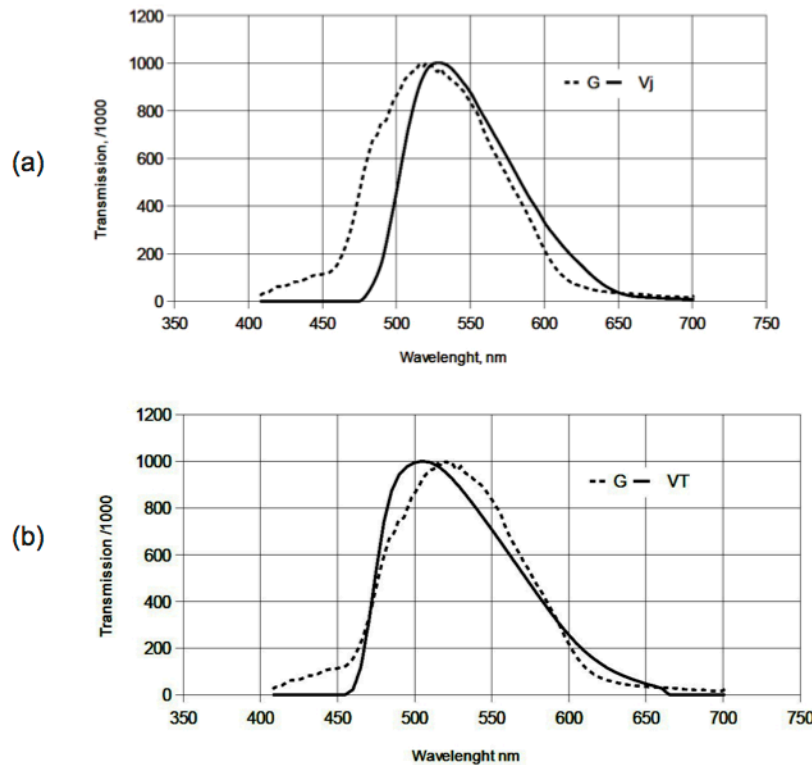 (a)
Transmission, /1000
1200
1000
800
600
400
200
0
G Vj
350 400 450 500 550 600 650 700 750
Wavelenght, nm
(b)
Transmission /1000
1200
1000
800
600
400
200
0
G VT
350 400 450 500 550 600 650 700 750
Wavelenght nm